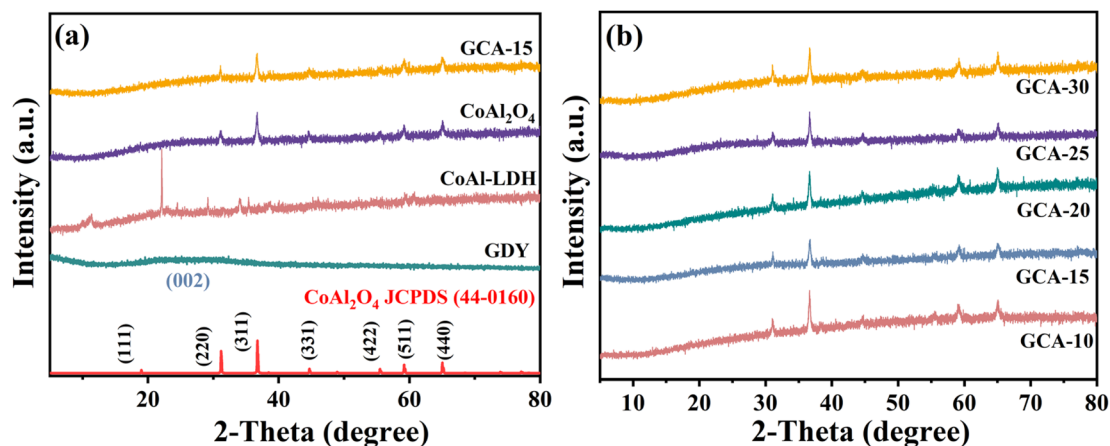 (a)
GCA-15
CoAl₂O₄
CoAl-LDH
GDY
(002)
CoAl₂O₄ JCPDS (44-0160)
(111)
(220)
(311)
(331)
(422)
(511)
(440)
20
40
60
80
2-Theta (degree)
Intensity (a.u.)
(b)
GCA-30
GCA-25
GCA-20
GCA-15
GCA-10
10
20
30
40
50
60
70
80
2-Theta (degree)
Intensity (a.u.)